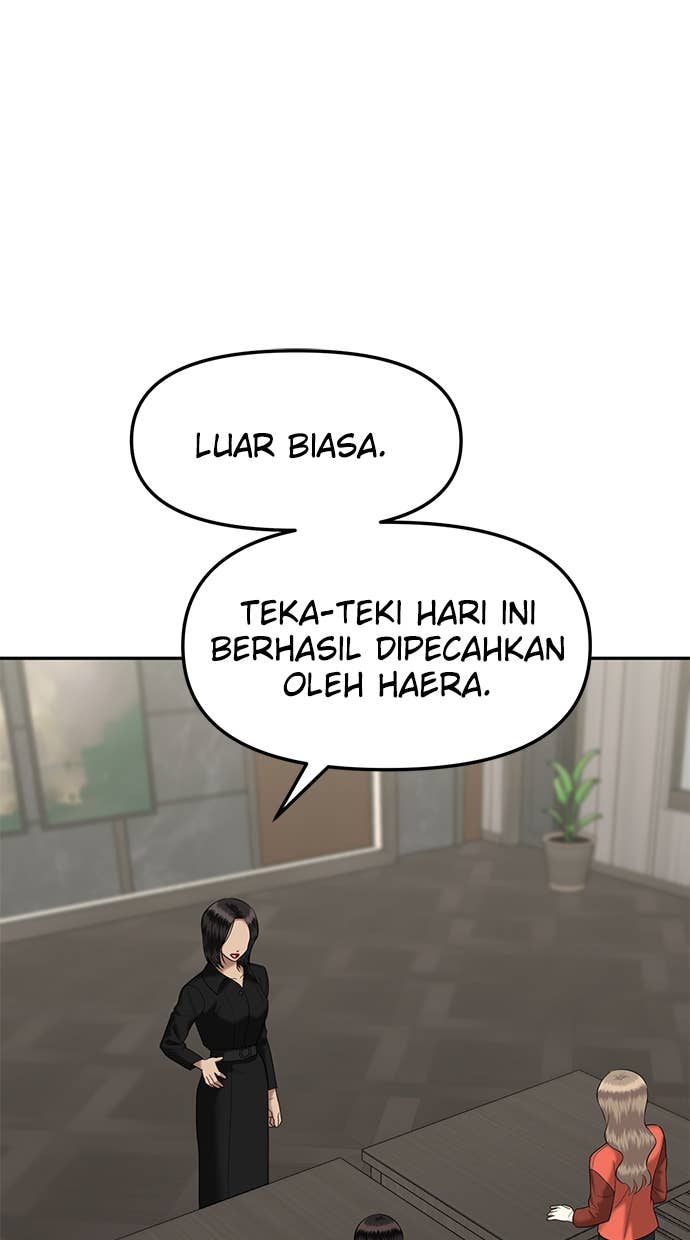 LUAR BIASA.
TEKA-TEKI HARI INI
BERHASIL DIPECAHKAN
OLEH HAERA.